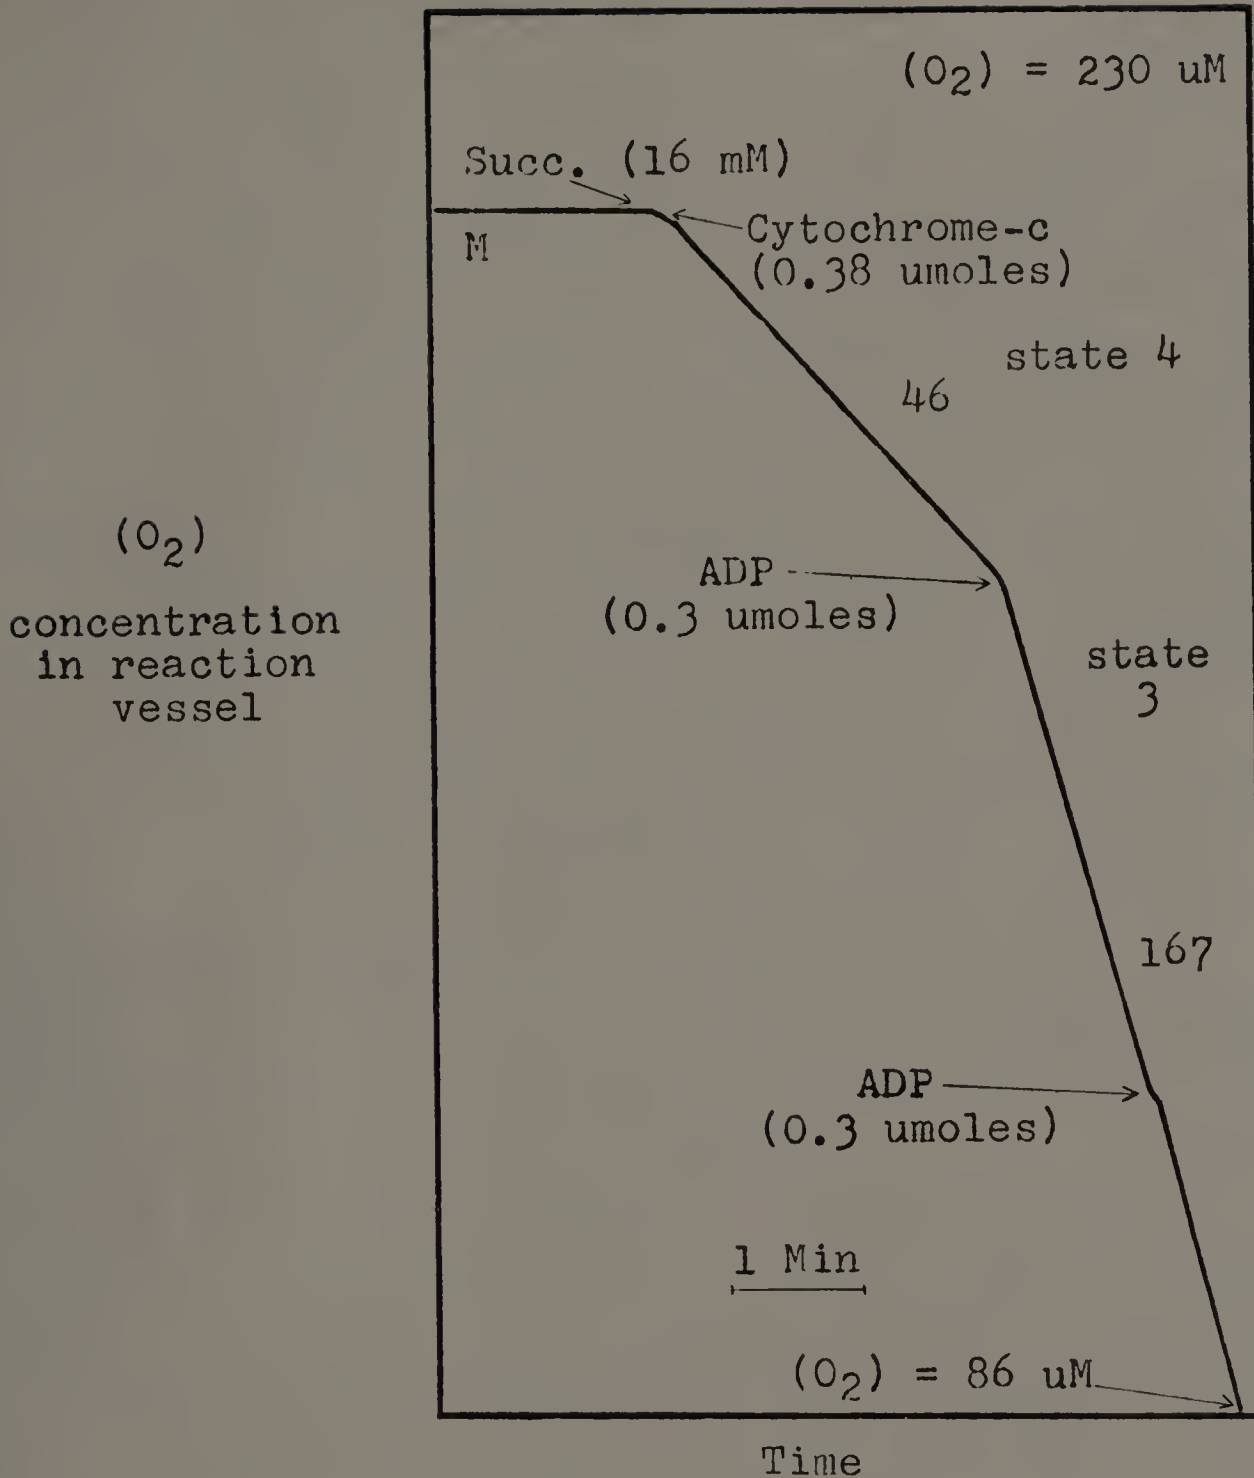 (O2) = 230 uM
Succ. (16 mM)
M
Cytochrome-c
(0.38 umoles)
state 4
46
(O2)
concentration
in reaction
vessel
ADP
(0.3 umoles)
state
3
167
ADP
(0.3 umoles)
1 Min
(O2) = 86 uM
Time